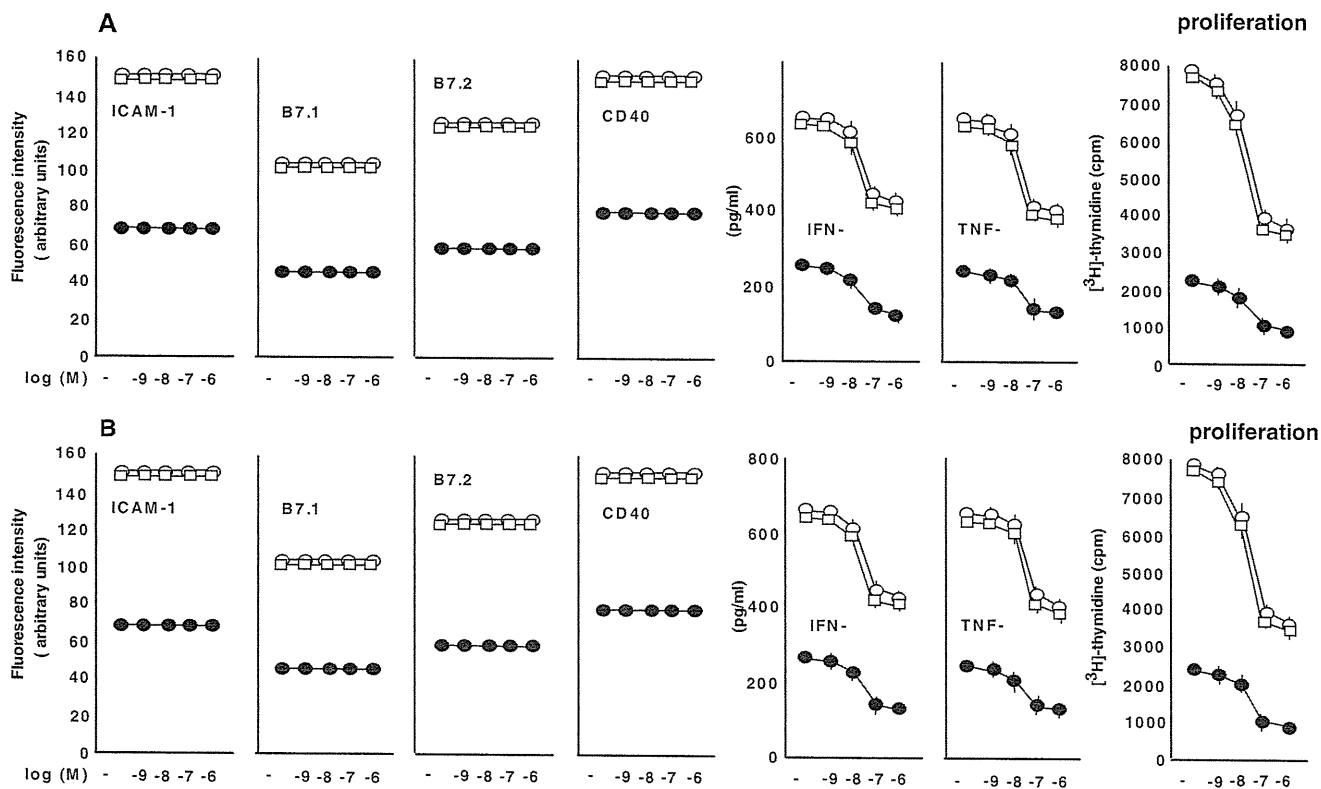 A
proliferation
Fluorescence intensity
( arbitrary units)
160
140
120
100
80
60
40
20
0
ICAM-1
B7.1
B7.2
CD40
(pg/ml)
600
400
200
0
IFN-
TNF-
[3H]-thymidine (cpm)
8000
7000
6000
5000
4000
3000
2000
1000
0
log (M) - -9 -8 -7 -6
- -9 -8 -7 -6
- -9 -8 -7 -6
- -9 -8 -7 -6
- -9 -8 -7 -6
- -9 -8 -7 -6
- -9 -8 -7 -6
B
proliferation
Fluorescence intensity
( arbitrary units)
160
140
120
100
80
60
40
20
0
ICAM-1
B7.1
B7.2
CD40
(pg/ml)
800
600
400
200
0
IFN-
TNF-
[3H]-thymidine (cpm)
8000
7000
6000
5000
4000
3000
2000
1000
0
log (M) - -9 -8 -7 -6
- -9 -8 -7 -6
- -9 -8 -7 -6
- -9 -8 -7 -6
- -9 -8 -7 -6
- -9 -8 -7 -6
- -9 -8 -7 -6